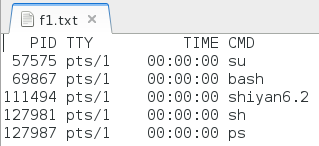 f1.txt ×
PID TTY TIME CMD
57575 pts/1 00:00:00 su
69867 pts/1 00:00:00 bash
111494 pts/1 00:00:00 shiyan6.2
127981 pts/1 00:00:00 sh
127987 pts/1 00:00:00 ps